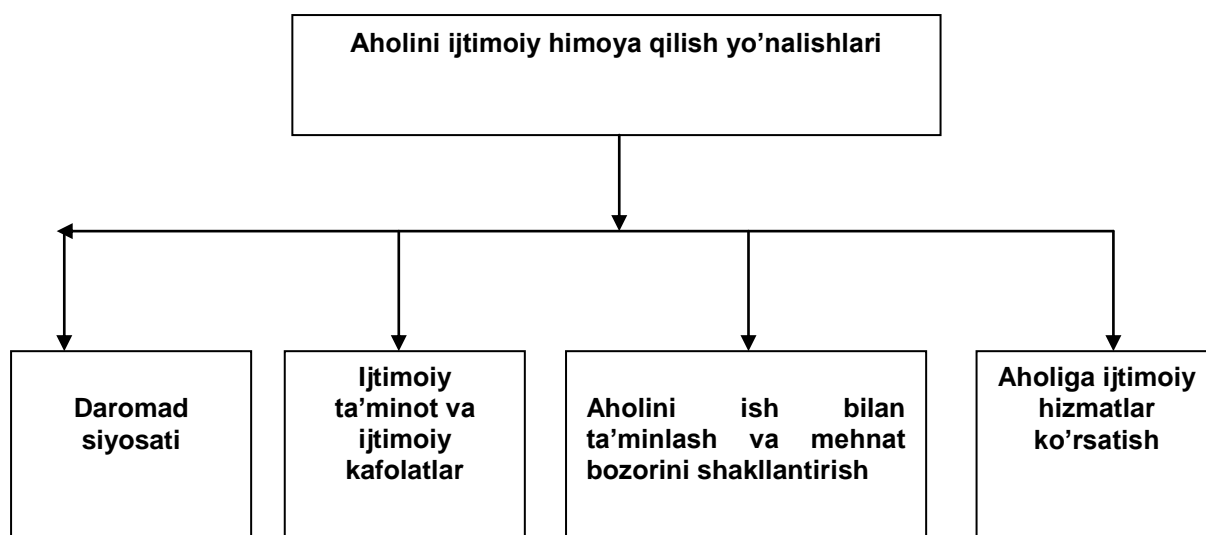 Aholini ijtimoiy himoya qilish yo’nalishlari
Daromad
siyosati
Ijtimoiy
ta’minot va
ijtimoiy
kafolatlar
Aholini ish bilan
ta’minlash va mehnat
bozorini shakllantirish
Aholiga ijtimoiy
hizmatlar
ko’rsatish